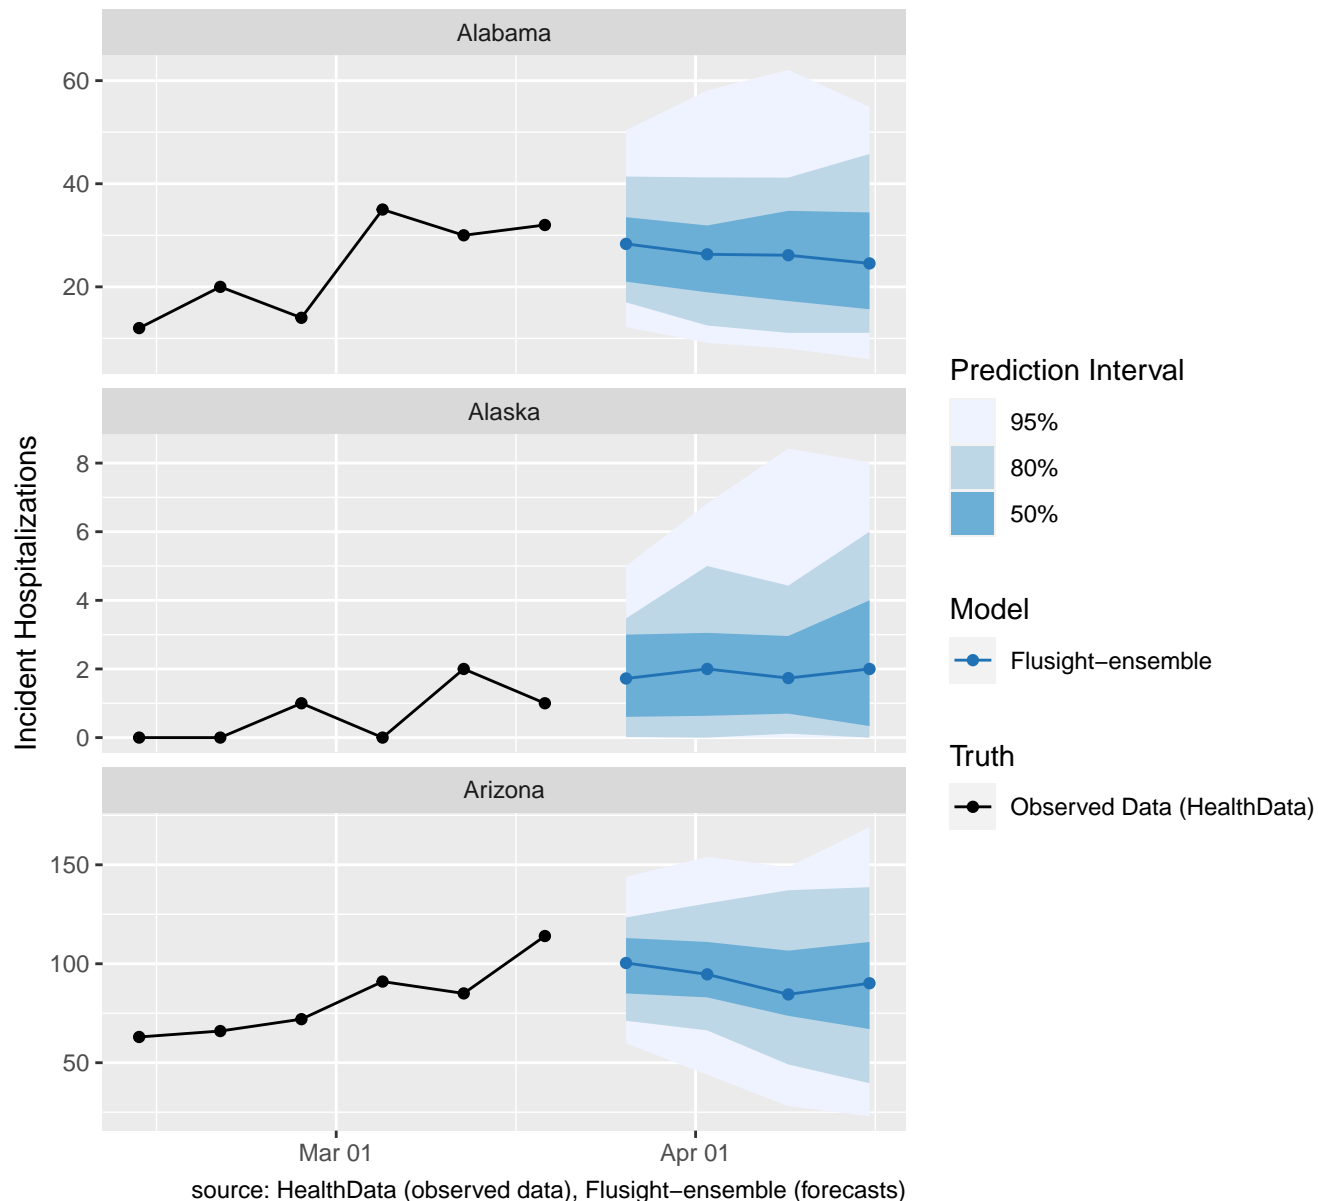 Alabama
60
40
20
Alaska
8
6
4
2
0
Arizona
150
100
50
Mar 01
Apr 01
Incident Hospitalizations
source: HealthData (observed data), Flusight−ensemble (forecasts)
Prediction Interval
95%
80%
50%
Model
Flusight−ensemble
Truth
Observed Data (HealthData)